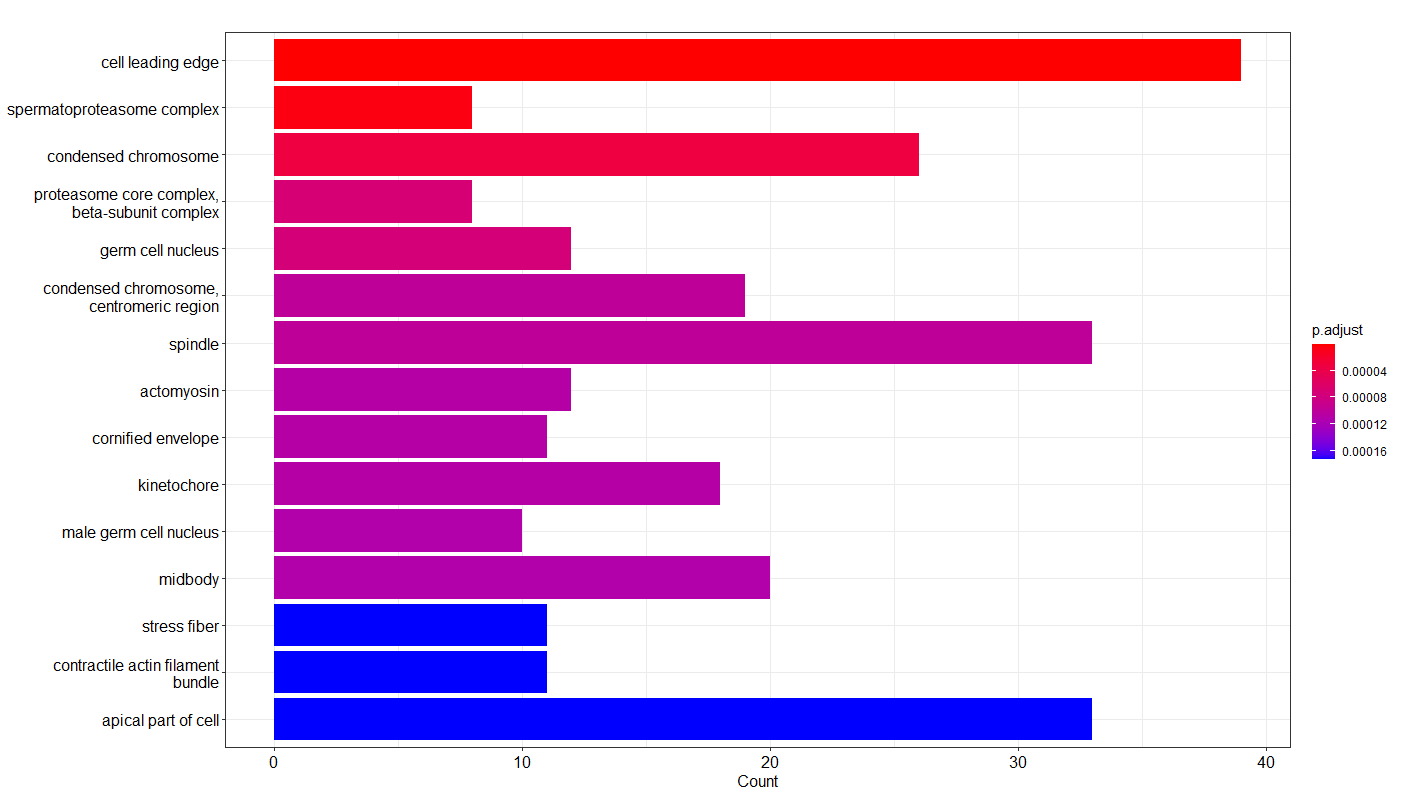 cell leading edge
spermatoproteasome complex
condensed chromosome
proteasome core complex,
beta-subunit complex
germ cell nucleus
condensed chromosome,
centromeric region
spindle
actomyosin
cornified envelope
kinetochore
male germ cell nucleus
midbody
stress fiber
contractile actin filament
bundle
apical part of cell
0 10 20 30 40
Count
p.adjust
0.00004
0.00008
0.00012
0.00016